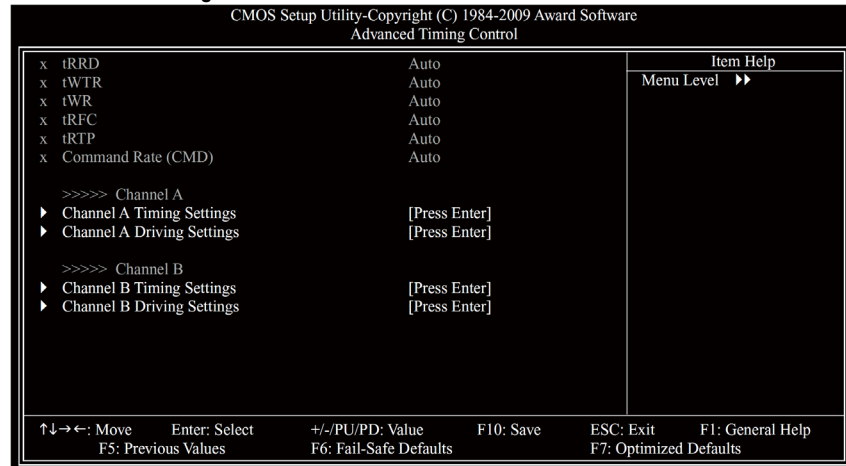 CMOS Setup Utility-Copyright (C) 1984-2009 Award Software
Advanced Timing Control
Item Help
Menu Level ▶▶
x tRRD Auto
x tWTR Auto
x tWR Auto
x tRFC Auto
x tRTP Auto
x Command Rate (CMD) Auto
>>>>> Channel A
▶ Channel A Timing Settings [Press Enter]
▶ Channel A Driving Settings [Press Enter]
>>>>> Channel B
▶ Channel B Timing Settings [Press Enter]
▶ Channel B Driving Settings [Press Enter]
↑↓→←: Move Enter: Select +/-/PU/PD: Value F10: Save ESC: Exit F1: General Help
F5: Previous Values F6: Fail-Safe Defaults F7: Optimized Defaults